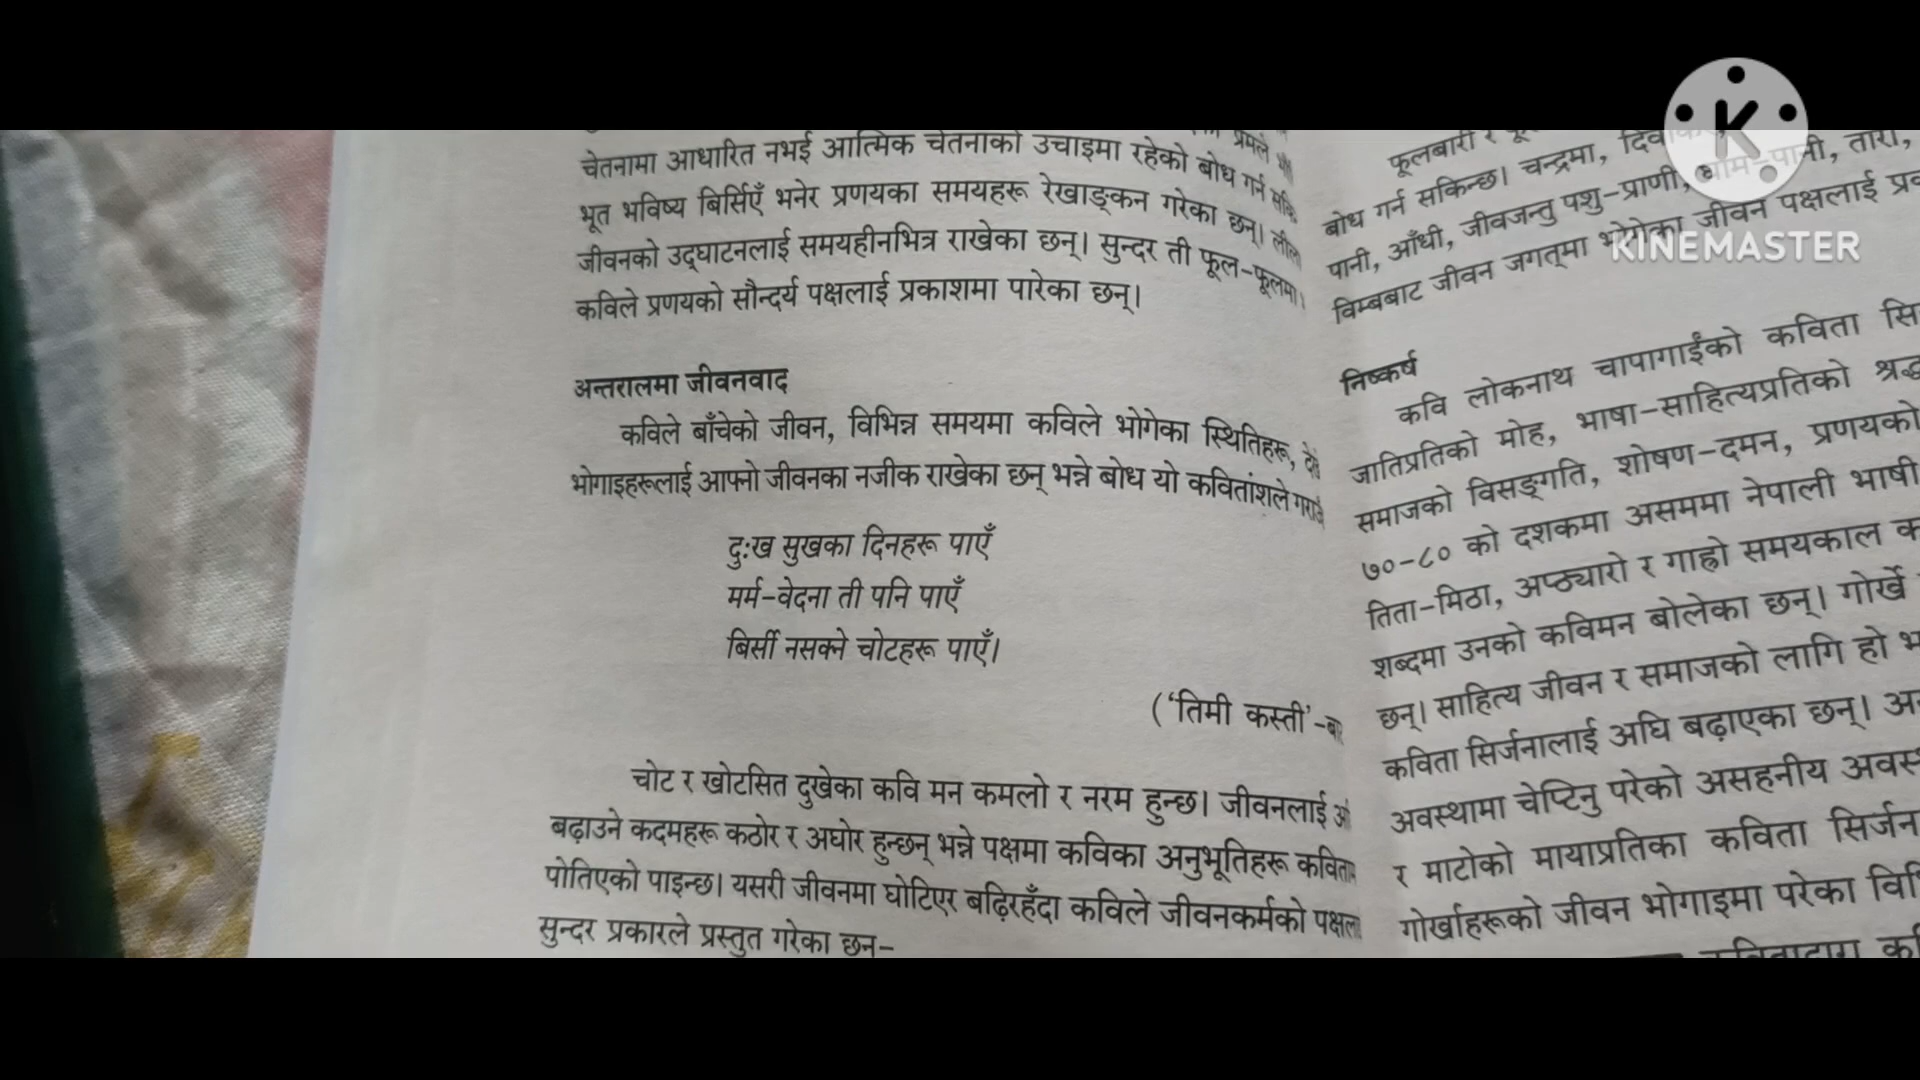 चेतनामा आधारित नभई आत्मिक चेतनाको उचाइमा रहेको बोध गर्न
भूत भविष्य बिर्सिएँ भनेर प्रणयका समयहरू रेखाङ्कन गरेका छन्।
जीवनको उद्घाटनलाई समयहीनभित्र राखेका छन्। सुन्दर ती फूल-फूलमा।
कविले प्रणयको सौन्दर्य पक्षलाई प्रकाशमा पारेका छन्।
अन्तरालमा जीवनवाद
कविले बाँचेको जीवन, विभिन्न समयमा कविले भोगेका स्थितिहरू,
भोगाइहरूलाई आफ्नो जीवनका नजीक राखेका छन् भन्ने बोध यो कवितांशले
दुःख सुखका दिनहरू पाएँ
मर्म-वेदना ती पनि पाएँ
बिर्सी नसक्ने चोटहरू पाएँ।
('तिमी कस्ती'-
चोट र खोटसित दुखेका कवि मन कमलो र नरम हुन्छ। जीवनलाई
बढ़ाउने कदमहरू कठोर र अघोर हुन्छन् भन्ने पक्षमा कविका अनुभूतिहरू
पोतिएको पाइन्छ। यसरी जीवनमा घोटिएर बढ़िरहँदा कविले जीवनकर्मको
सुन्दर प्रकारले प्रस्तुत गरेका छन-
फूलबारी र
बोध गर्न सकिन्छ। चन्द्रमा,
पानी, आँधी, जीवजन्तु पशु-प्राणी, तारा,
विम्बबाट जीवन जगत्‌मा भोगेका जीवन पक्षलाई
निष्कर्ष
कवि लोकनाथ चापागाईंको कविता
जातिप्रतिको मोह, भाषा-साहित्यप्रतिको
समाजको विसङ्गति, शोषण-दमन, प्रणयको
७०-८० को दशकमा असममा नेपाली भाषी
तिता-मिठा, अप्ठ्यारो र गाह्रो समयकाल
शब्दमा उनको कविमन बोलेका छन्। गोर्खे
छन्। साहित्य जीवन र समाजको लागि हो
कविता सिर्जनालाई अघि बढ़ाएका छन्।
अवस्थामा चेप्टिनु परेको असहनीय
र माटोको मायाप्रतिका कविता
गोर्खाहरूको जीवन भोगाइमा परेका
KINEMASTER